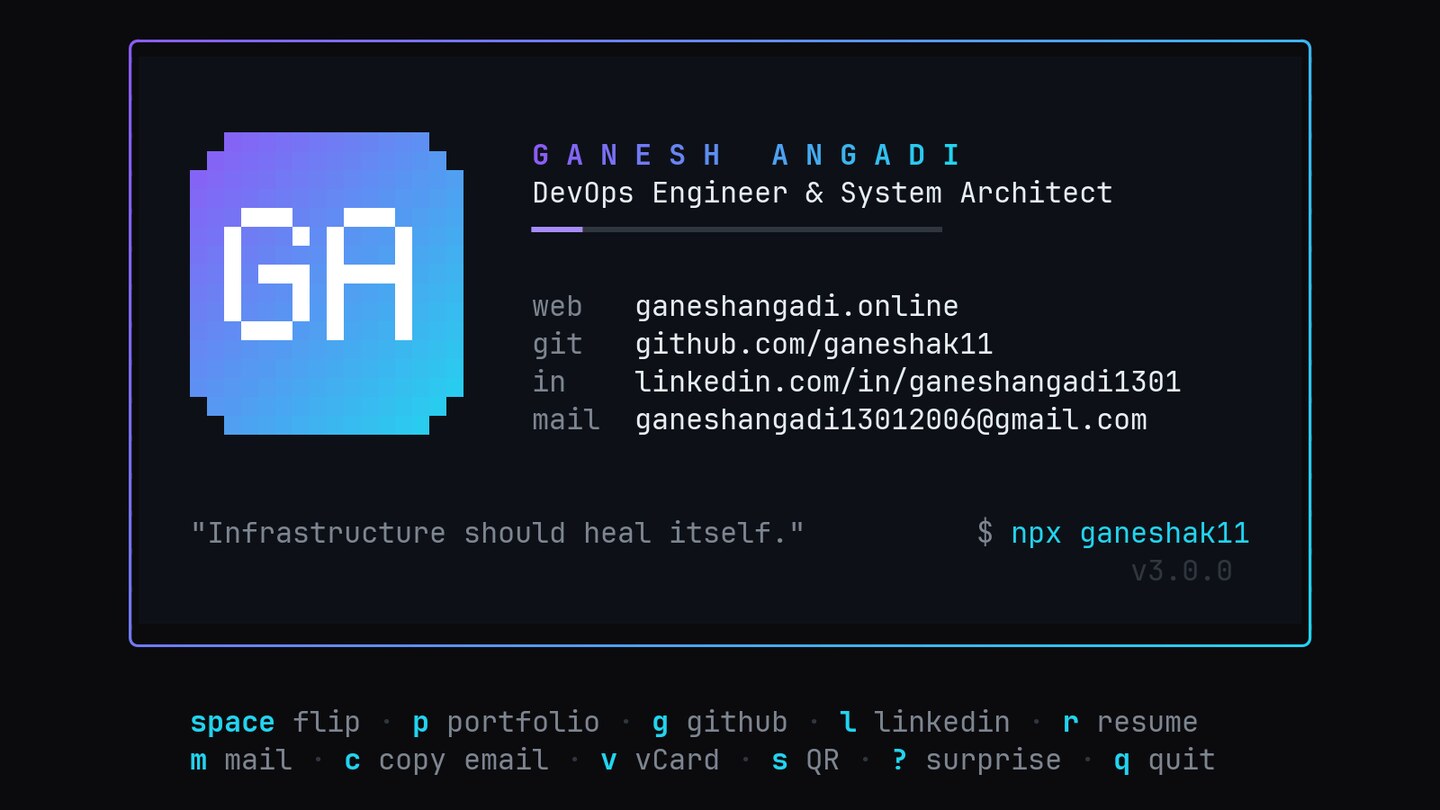 GA
GANESH ANGADI
DevOps Engineer & System Architect
web ganeshangadi.online
git github.com/ganeshak11
in linkedin.com/in/ganeshangadi1301
mail ganeshangadi13012006@gmail.com
"Infrastructure should heal itself." $ npx ganeshak11
v3.0.0
space flip · p portfolio · g github · l linkedin · r resume
m mail · c copy email · v vCard · s QR · ? surprise · q quit